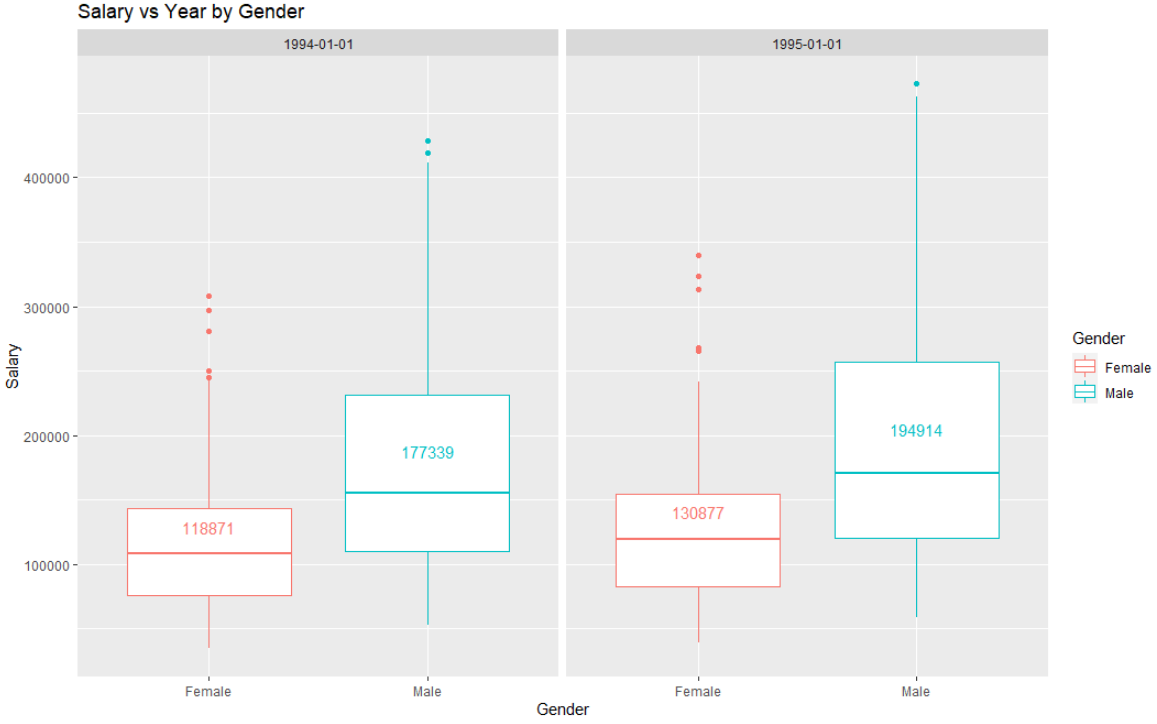 Salary vs Year by Gender
1994-01-01
1995-01-01
400000
300000
200000
100000
Salary
118871
177339
130877
194914
Female
Male
Female
Male
Gender
Gender
Female
Male